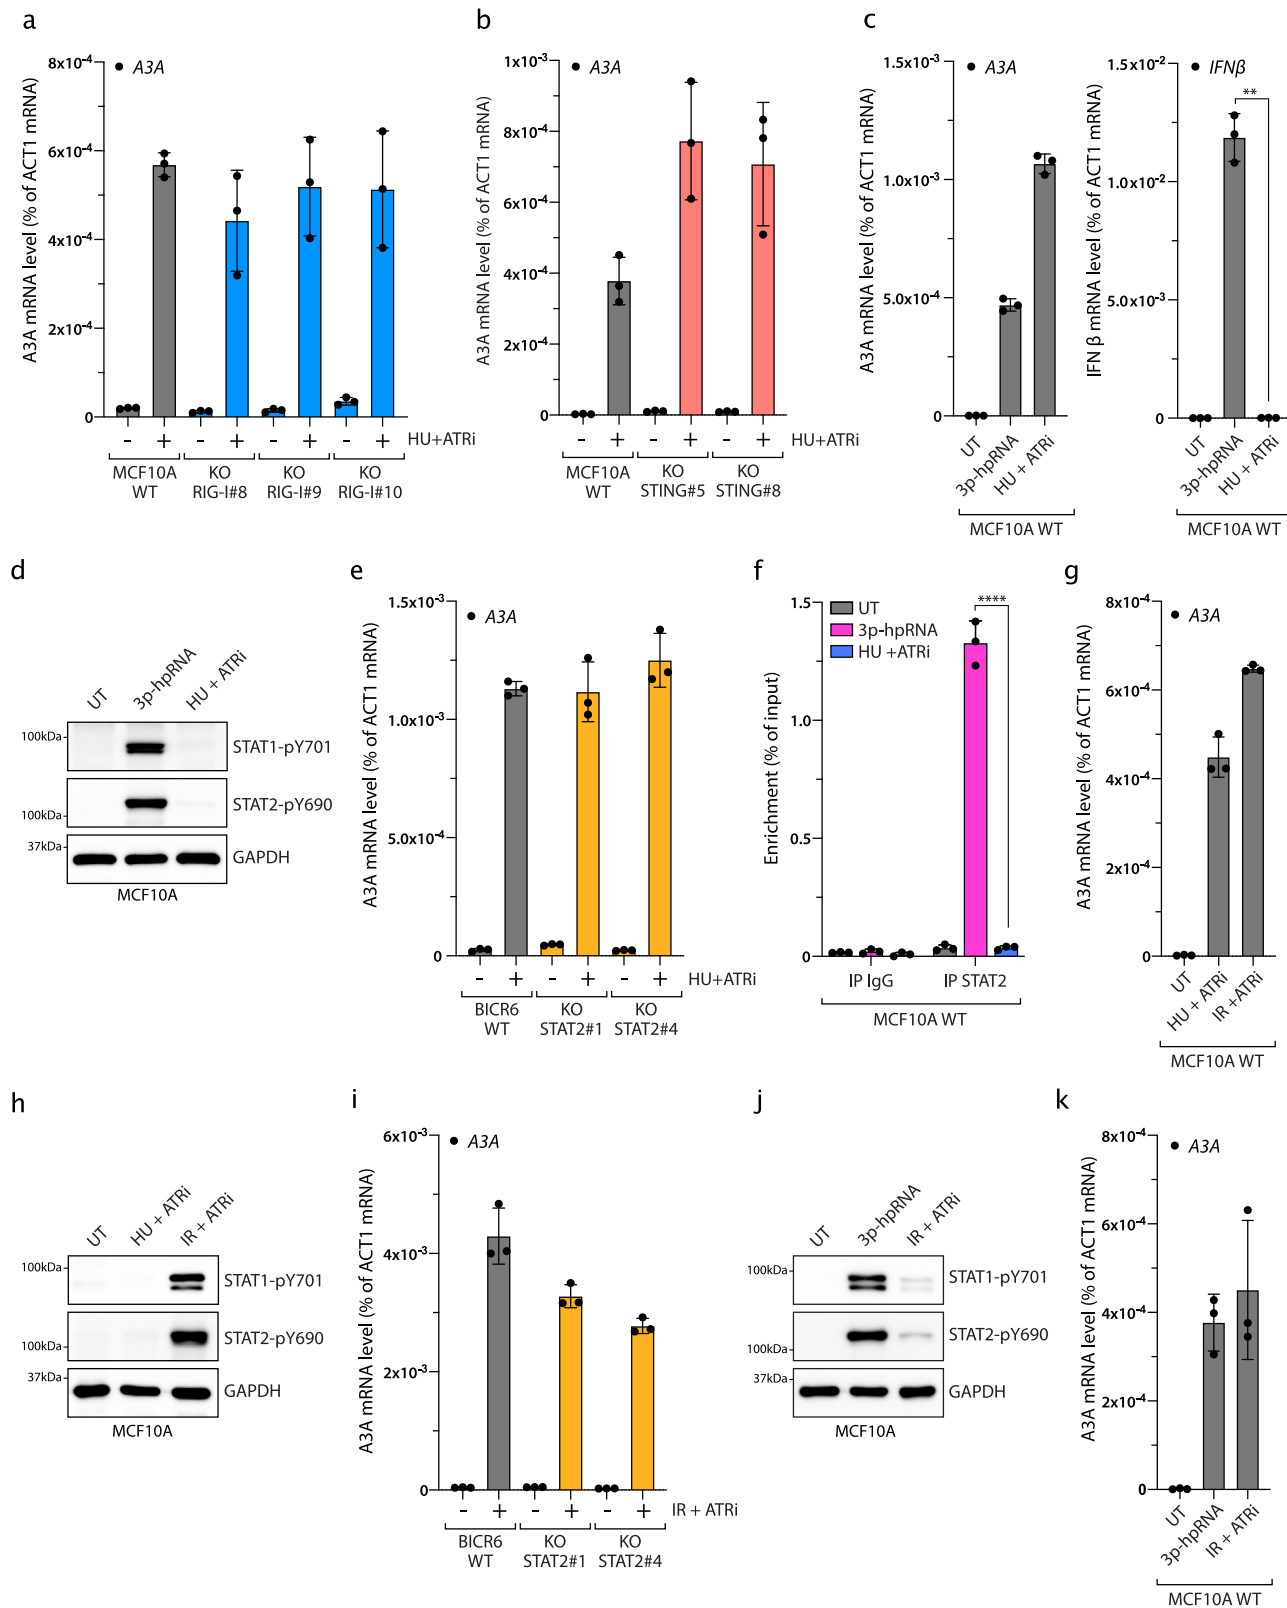 a
A3A mRNA level (% of ACT1 mRNA)
8x10-4
6x10-4
4x10-4
2x10-4
0
A3A
- + - + - + - + HU+ATRi
MCF10A WT
KO RIG-I#8
KO RIG-I#9
KO RIG-I#10
b
A3A mRNA level (% of ACT1 mRNA)
1x10-3
8x10-4
6x10-4
4x10-4
2x10-4
0
A3A
- + - + - + HU+ATRi
MCF10A WT
KO STING#5
KO STING#8
c
A3A mRNA level (% of ACT1 mRNA)
1.5x10-3
1.0x10-3
5.0x10-4
0
A3A
UT
3p-hpRNA
HU + ATRi
MCF10A WT
IFN β mRNA level (% of ACT1 mRNA)
1.5x10-2
1.0x10-2
5.0x10-3
0
IFNβ
**
UT
3p-hpRNA
HU + ATRi
MCF10A WT
d
UT
3p-hpRNA
HU + ATRi
100kDa
STAT1-pY701
100kDa
STAT2-pY690
37kDa
GAPDH
MCF10A
e
A3A mRNA level (% of ACT1 mRNA)
1.5x10-3
1.0x10-3
5.0x10-4
0
A3A
- + - + - + HU+ATRi
BICR6 WT
KO STAT2#1
KO STAT2#4
f
Enrichment (% of input)
1.5
1.0
0.5
0
UT
3p-hpRNA
HU +ATRi
****
IP IgG
IP STAT2
MCF10A WT
g
A3A mRNA level (% of ACT1 mRNA)
8x10-4
6x10-4
4x10-4
2x10-4
0
A3A
UT
HU + ATRi
IR +ATRi
MCF10A WT
h
UT
HU + ATRi
IR + ATRi
100kDa
STAT1-pY701
100kDa
STAT2-pY690
37kDa
GAPDH
MCF10A
i
A3A mRNA level (% of ACT1 mRNA)
6x10-3
4x10-3
2x10-3
0
A3A
- + - + - + IR + ATRi
BICR6 WT
KO STAT2#1
KO STAT2#4
j
UT
3p-hpRNA
IR + ATRi
100kDa
STAT1-pY701
100kDa
STAT2-pY690
37kDa
GAPDH
MCF10A
k
A3A mRNA level (% of ACT1 mRNA)
8x10-4
6x10-4
4x10-4
2x10-4
0
A3A
UT
3p-hpRNA
IR + ATRi
MCF10A WT